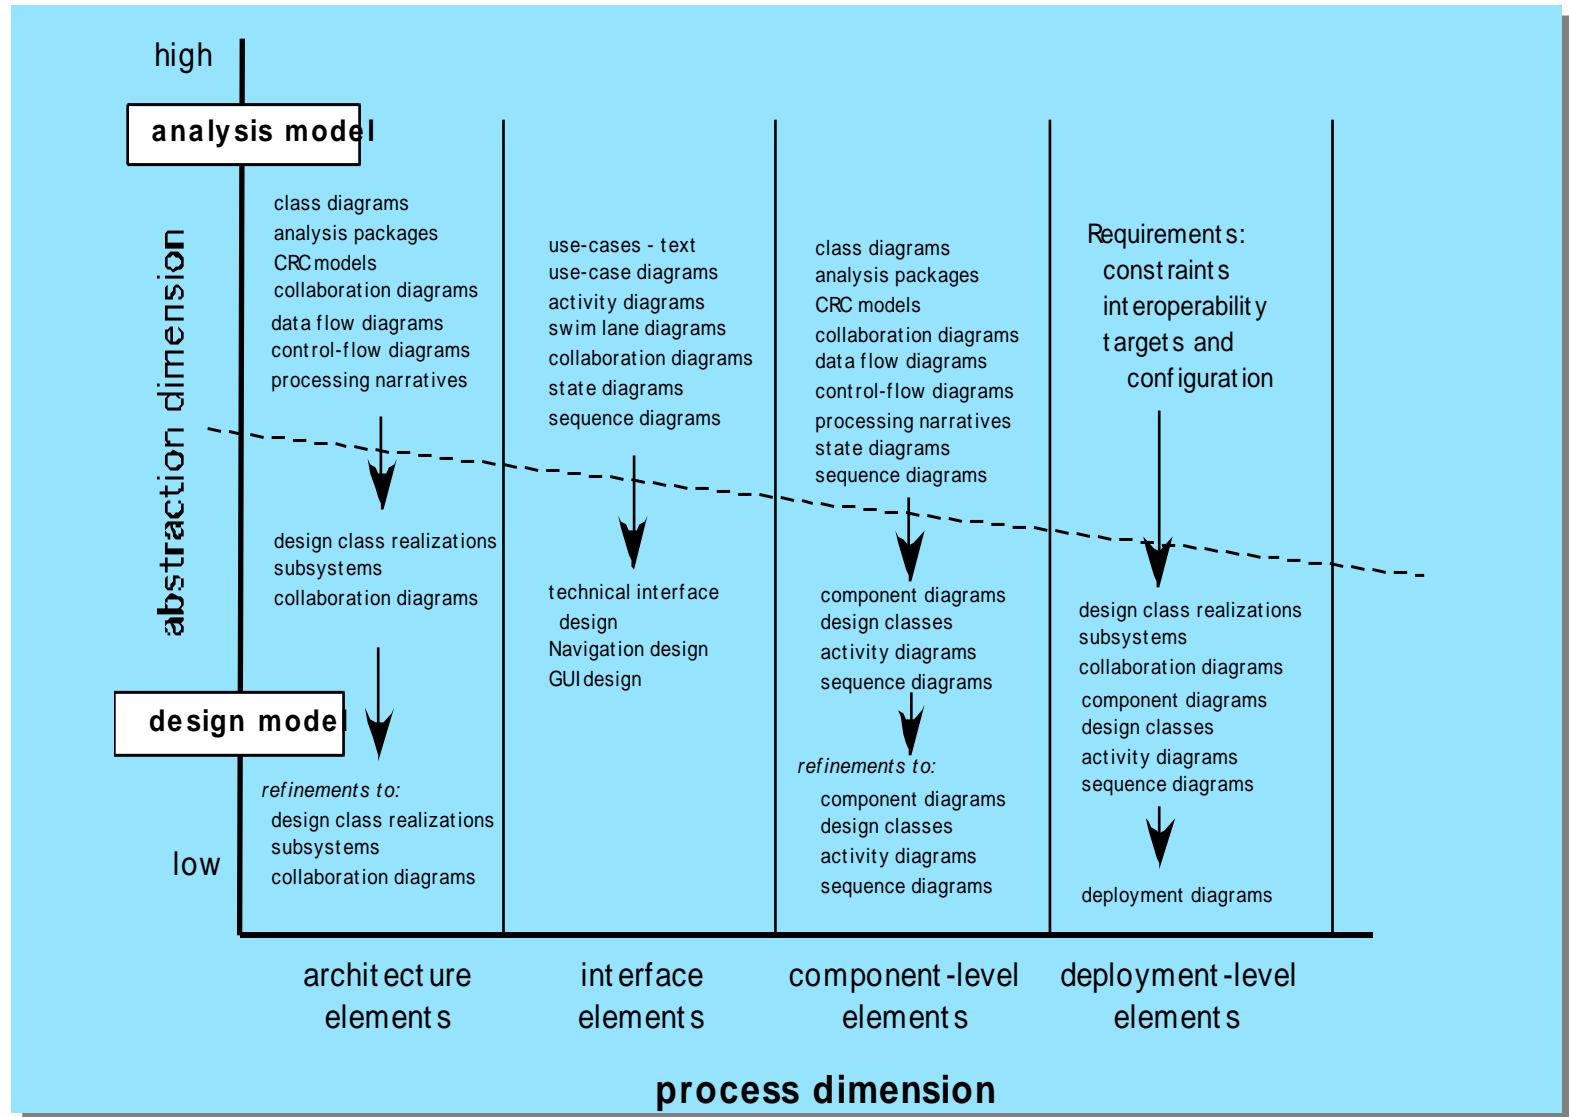 high
analysis model
abstraction dimension
class diagrams
analysis packages
CRC models
collaboration diagrams
data flow diagrams
control-flow diagrams
processing narratives
design class realizations
subsystems
collaboration diagrams
design model
refinements to:
design class realizations
subsystems
collaboration diagrams
low
use-cases - text
use-case diagrams
activity diagrams
swim lane diagrams
collaboration diagrams
state diagrams
sequence diagrams
technical interface
design
Navigation design
GUI design
class diagrams
analysis packages
CRC models
collaboration diagrams
data flow diagrams
control-flow diagrams
processing narratives
state diagrams
sequence diagrams
component diagrams
design classes
activity diagrams
sequence diagrams
refinements to:
component diagrams
design classes
activity diagrams
sequence diagrams
Requirements:
constraints
interoperability
targets and
configuration
design class realizations
subsystems
collaboration diagrams
component diagrams
design classes
activity diagrams
sequence diagrams
deployment diagrams
architecture
elements
interface
elements
component-level
elements
deployment-level
elements
process dimension